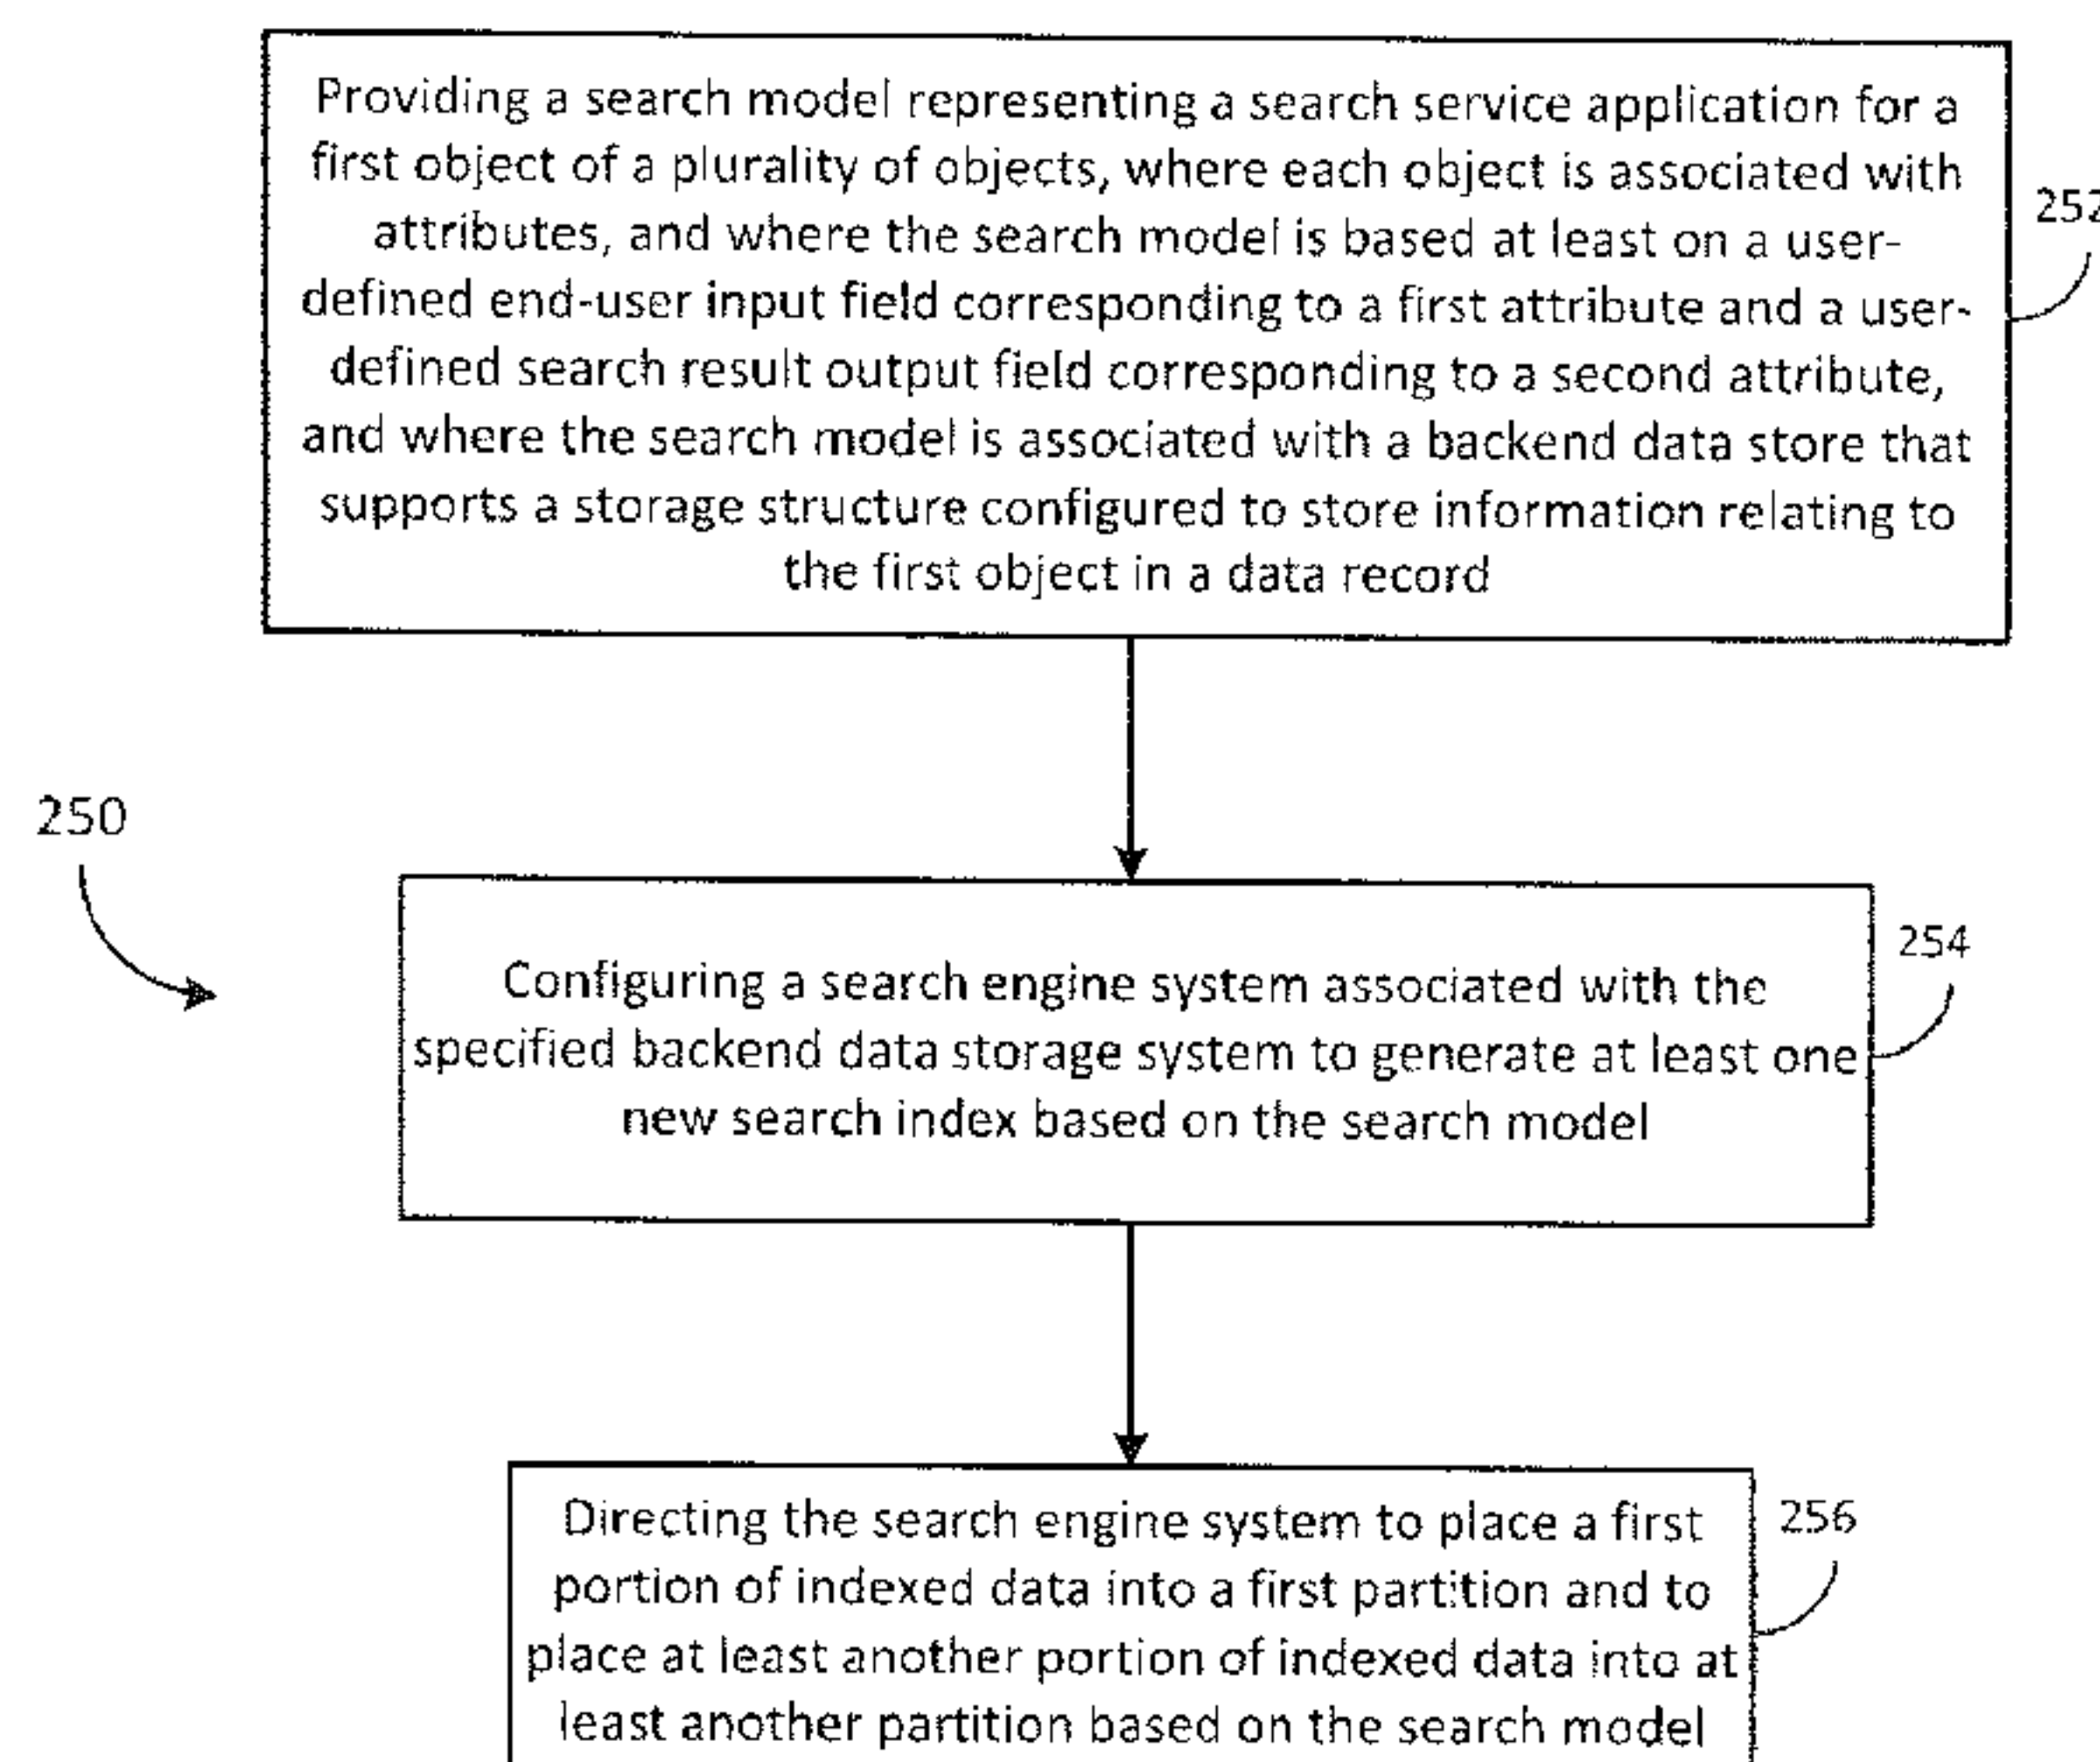 Providing a search model representing a search service application for a
first object of a plurality of objects, where each object is associated with
attributes, and where the search model is based at least on a user-
defined end-user input field corresponding to a first attribute and a user-
defined search result output field corresponding to a second attribute,
and where the search model is associated with a backend data store that
supports a storage structure configured to store information relating to
the first object in a data record
252
250
Configuring a search engine system associated with the
specified backend data storage system to generate at least one
new search index based on the search model
254
Directing the search engine system to place a first
portion of indexed data into a first partition and to
place at least another portion of indexed data into at
least another partition based on the search model
256